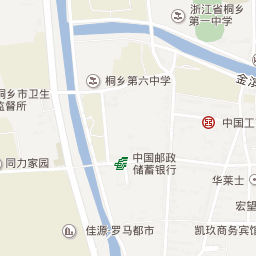 浙江省桐乡
第一中学
桐乡第六中学
金
桐乡市卫生
监督所
中国工
中国邮政
储蓄银行
同力家园
华莱士
宏望
佳源·罗马都市
凯玖商务宾馆